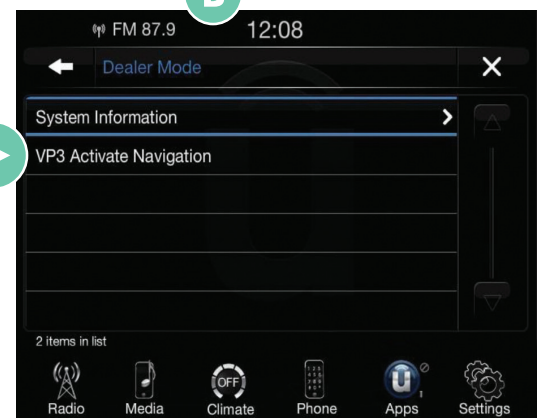 B
FM 87.9 12:08
Dealer Mode
System Information
VP3 Activate Navigation
2 items in list
OFF
Radio Media Climate Phone Apps Settings